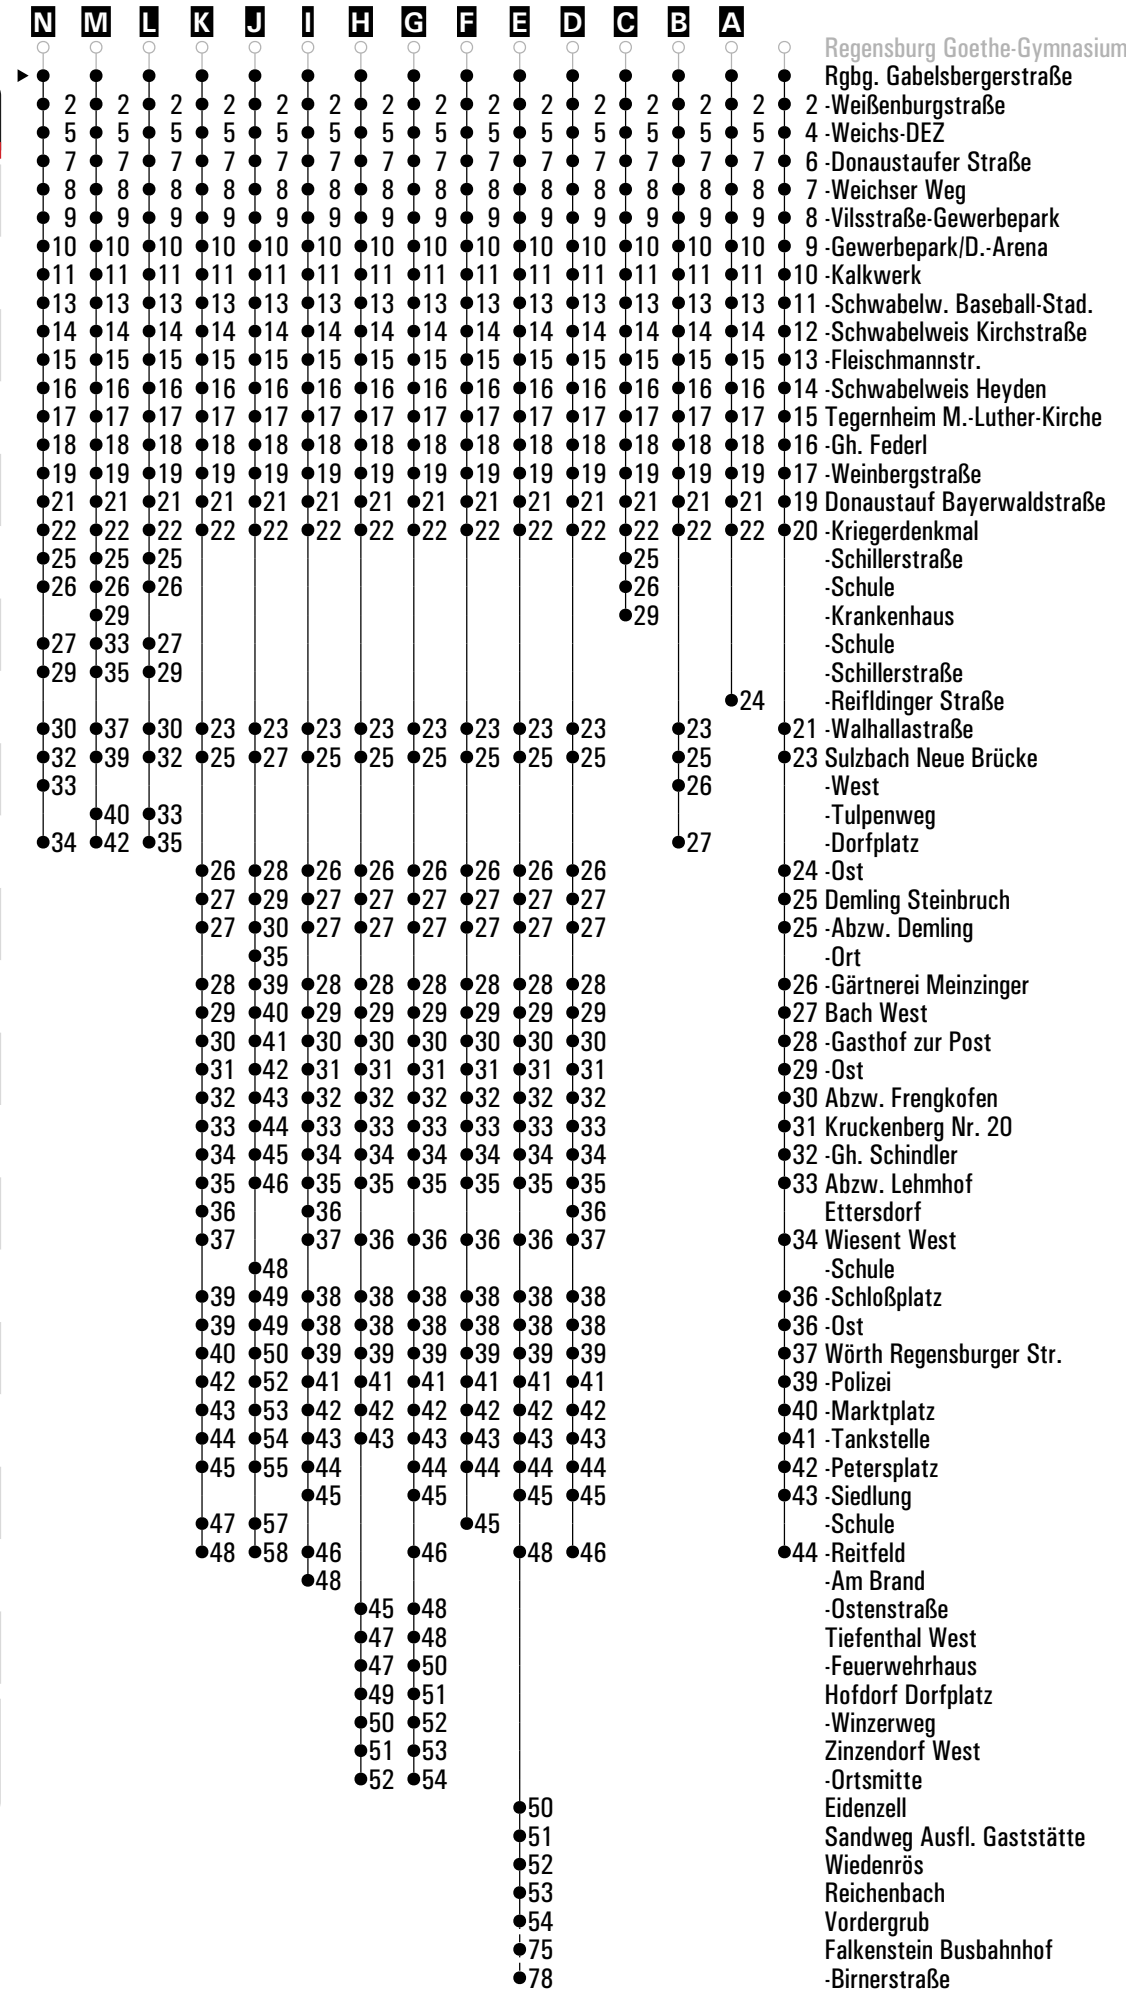 N M L K J I H G F E D C B A
Regensburg Goethe-Gymnasium
Rgbg. Gabelsbergerstraße
2 2 2 2 2 2 2 2 2 2 2 2 2 2 2 -Weißenburgstraße
5 5 5 5 5 5 5 5 5 5 5 5 5 5 4 -Weichs-DEZ
7 7 7 7 7 7 7 7 7 7 7 7 7 7 6 -Donaustaufer Straße
8 8 8 8 8 8 8 8 8 8 8 8 8 8 7 -Weichser Weg
9 9 9 9 9 9 9 9 9 9 9 9 9 9 8 -Vilsstraße-Gewerbepark
10 10 10 10 10 10 10 10 10 10 10 10 10 10 9 -Gewerbepark/D.-Arena
11 11 11 11 11 11 11 11 11 11 11 11 11 11 10 -Kalkwerk
13 13 13 13 13 13 13 13 13 13 13 13 13 13 11 -Schwabelw. Baseball-Stad.
14 14 14 14 14 14 14 14 14 14 14 14 14 14 12 -Schwabelweis Kirchstraße
15 15 15 15 15 15 15 15 15 15 15 15 15 15 13 -Fleischmannstr.
16 16 16 16 16 16 16 16 16 16 16 16 16 16 14 -Schwabelweis Heyden
17 17 17 17 17 17 17 17 17 17 17 17 17 17 15 Tegernheim M.-Luther-Kirche
18 18 18 18 18 18 18 18 18 18 18 18 18 18 16 -Gh. Federl
19 19 19 19 19 19 19 19 19 19 19 19 19 19 17 -Weinbergstraße
21 21 21 21 21 21 21 21 21 21 21 21 21 21 19 Donaustauf Bayerwaldstraße
22 22 22 22 22 22 22 22 22 22 22 22 22 22 20 -Kriegerdenkmal
25 25 25 25 -Schillerstraße
26 26 26 26 -Schule
29 29 -Krankenhaus
27 33 27 -Schule
29 35 29 -Schillerstraße
24 -Reifldinger Straße
30 37 30 23 23 23 23 23 23 23 23 23 21 -Walhallastraße
32 39 32 25 27 25 25 25 25 25 25 25 23 Sulzbach Neue Brücke
33 26 -West
40 33 -Tulpenweg
34 42 35 27 -Dorfplatz
26 28 26 26 26 26 26 26 24 -Ost
27 29 27 27 27 27 27 27 25 Demling Steinbruch
27 30 27 27 27 27 27 27 25 -Abzw. Demling
35 -Ort
28 39 28 28 28 28 28 28 26 -Gärtnerei Meinzinger
29 40 29 29 29 29 29 29 27 Bach West
30 41 30 30 30 30 30 30 28 -Gasthof zur Post
31 42 31 31 31 31 31 31 29 -Ost
32 43 32 32 32 32 32 32 30 Abzw. Frengkofen
33 44 33 33 33 33 33 33 31 Kruckenberg Nr. 20
34 45 34 34 34 34 34 34 32 -Gh. Schindler
35 46 35 35 35 35 35 35 33 Abzw. Lehmhof
36 36 36 Ettersdorf
37 37 36 36 36 36 37 34 Wiesent West
48 -Schule
39 49 38 38 38 38 38 38 36 -Schloßplatz
39 49 38 38 38 38 38 38 36 -Ost
40 50 39 39 39 39 39 39 37 Wörth Regensburger Str.
42 52 41 41 41 41 41 41 39 -Polizei
43 53 42 42 42 42 42 42 40 -Marktplatz
44 54 43 43 43 43 43 43 41 -Tankstelle
45 55 44 44 44 44 44 42 -Petersplatz
45 45 45 45 43 -Siedlung
47 57 45 -Schule
48 58 46 46 48 46 44 -Reitfeld
48 -Am Brand
45 48 -Ostenstraße
47 48 Tiefenthal West
47 50 -Feuerwehrhaus
49 51 Hofdorf Dorfplatz
50 52 -Winzerweg
51 53 Zinzendorf West
52 54 -Ortsmitte
50 Eidenzell
51 Sandweg Ausfl. Gaststätte
52 Wiedenrös
53 Reichenbach
54 Vordergrub
75 Falkenstein Busbahnhof
78 -Birnerstraße